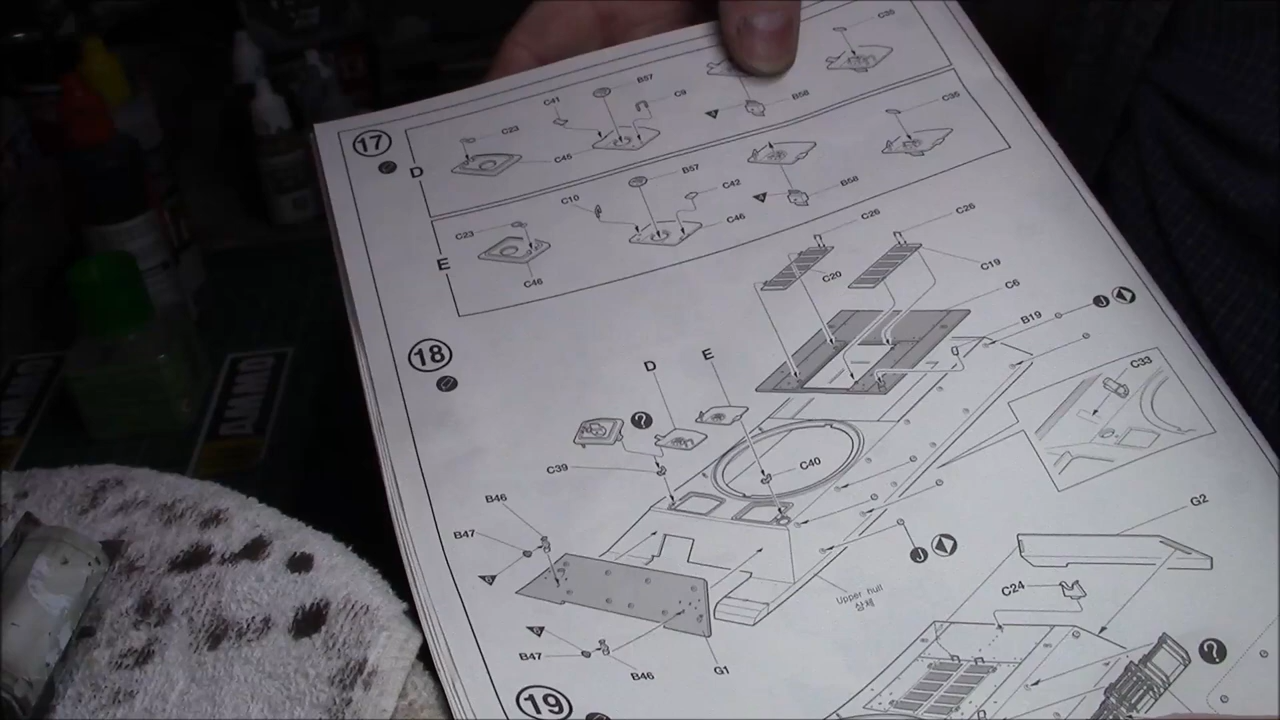 17
C41
B57
C9
C35
C23
B58
C45
D
B57
C35
C10
C42
B58
C23
C46
E
C46
C26
C26
C20
C19
C6
B19
J
18
D
E
C33
?
C39
C40
B46
B47
J
G2
Upper hull
상체
C24
B47
B46
G1
?
19
AMMO
AMMO